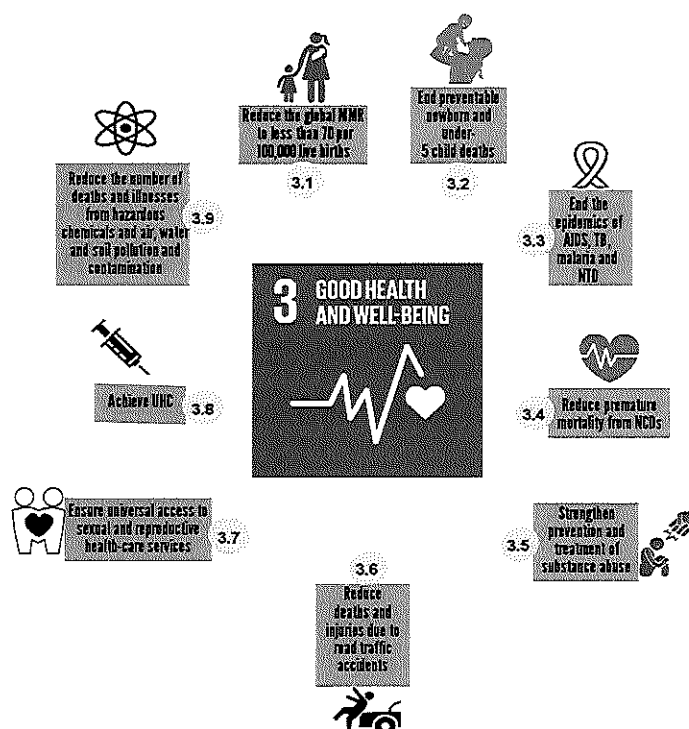 3 GOOD HEALTH
AND WELL-BEING
Reduce the global MMR
to less than 70 per
100,000 live births
3.1
End preventable
newborn and
under-
5 child deaths
3.2
End the
epidemics of
AIDS, TB,
malaria and
NTD
3.3
Reduce premature
mortality from NCDs
3.4
Strengthen
prevention and
treatment of
substance abuse
3.5
3.6
Reduce
deaths and
injuries due to
road traffic
accidents
Ensure universal access to
sexual and reproductive
health-care services
3.7
Achieve UHC
3.8
Reduce the number of
deaths and illnesses
from hazardous
chemicals and air, water
and soil pollution and
contamination
3.9